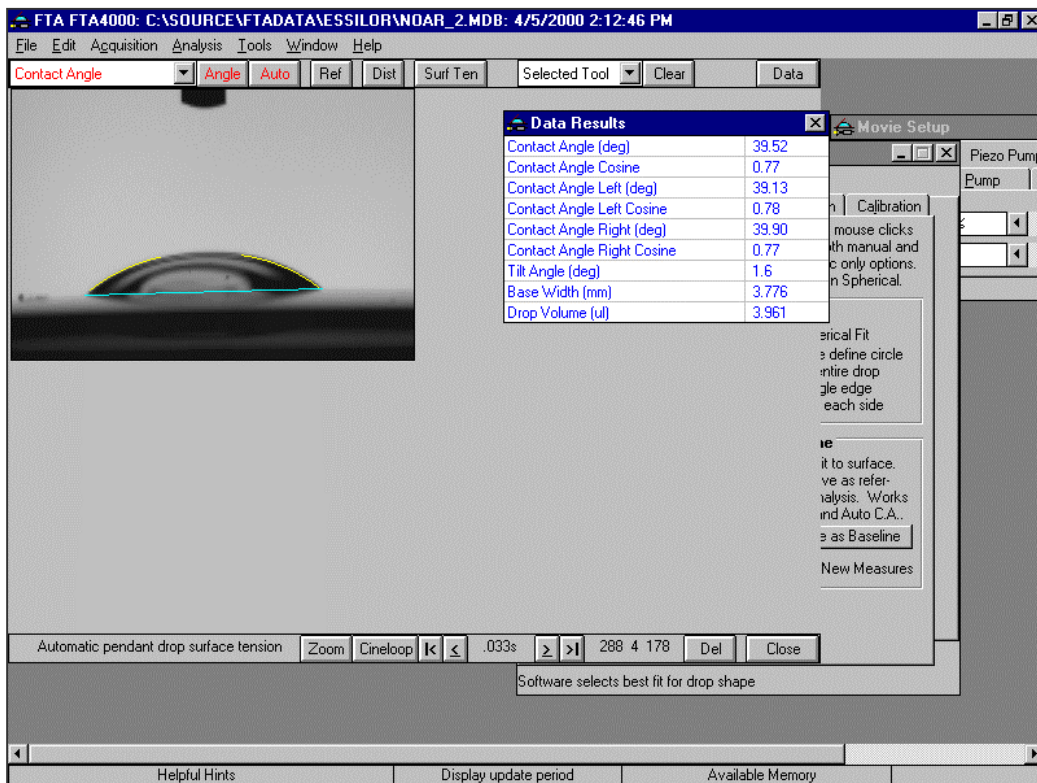 FTA FTA4000: C:\SOURCE\FTADATA\ESSILOR\NOAR_2.MDB: 4/5/2000 2:12:46 PM
File Edit Acquisition Analysis Tools Window Help
Contact Angle Angle Auto Ref Dist Surf Ten Selected Tool Clear Data
Data Results
Contact Angle (deg) 39.52
Contact Angle Cosine 0.77
Contact Angle Left (deg) 39.13
Contact Angle Left Cosine 0.78
Contact Angle Right (deg) 39.90
Contact Angle Right Cosine 0.77
Tilt Angle (deg) 1.6
Base Width (mm) 3.776
Drop Volume (ul) 3.961
Movie Setup
Piezo Pump
Pump
Calibration
mouse clicks
oth manual and
c only options.
n Spherical.
erical Fit
e define circle
entire drop
gle edge
each side
ne
it to surface.
ve as refer-
nalysis. Works
and Auto C.A..
e as Baseline
New Measures
Automatic pendant drop surface tension Zoom Cineloop |< < .033s > >| 288 4 178 Del Close
Software selects best fit for drop shape
Helpful Hints Display update period Available Memory